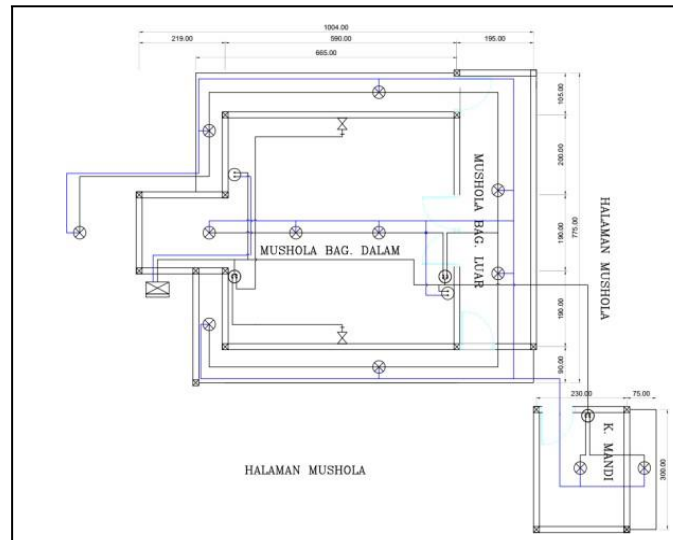 1004.00
219.00
590.00
195.00
665.00
105.00
200.00
775.00
190.00
190.00
90.00
MUSHOLA BAG. LUAR
HALAMAN MUSHOLA
MUSHOLA BAG. DALAM
230.00
75.00
K. MANDI
300.00
HALAMAN MUSHOLA